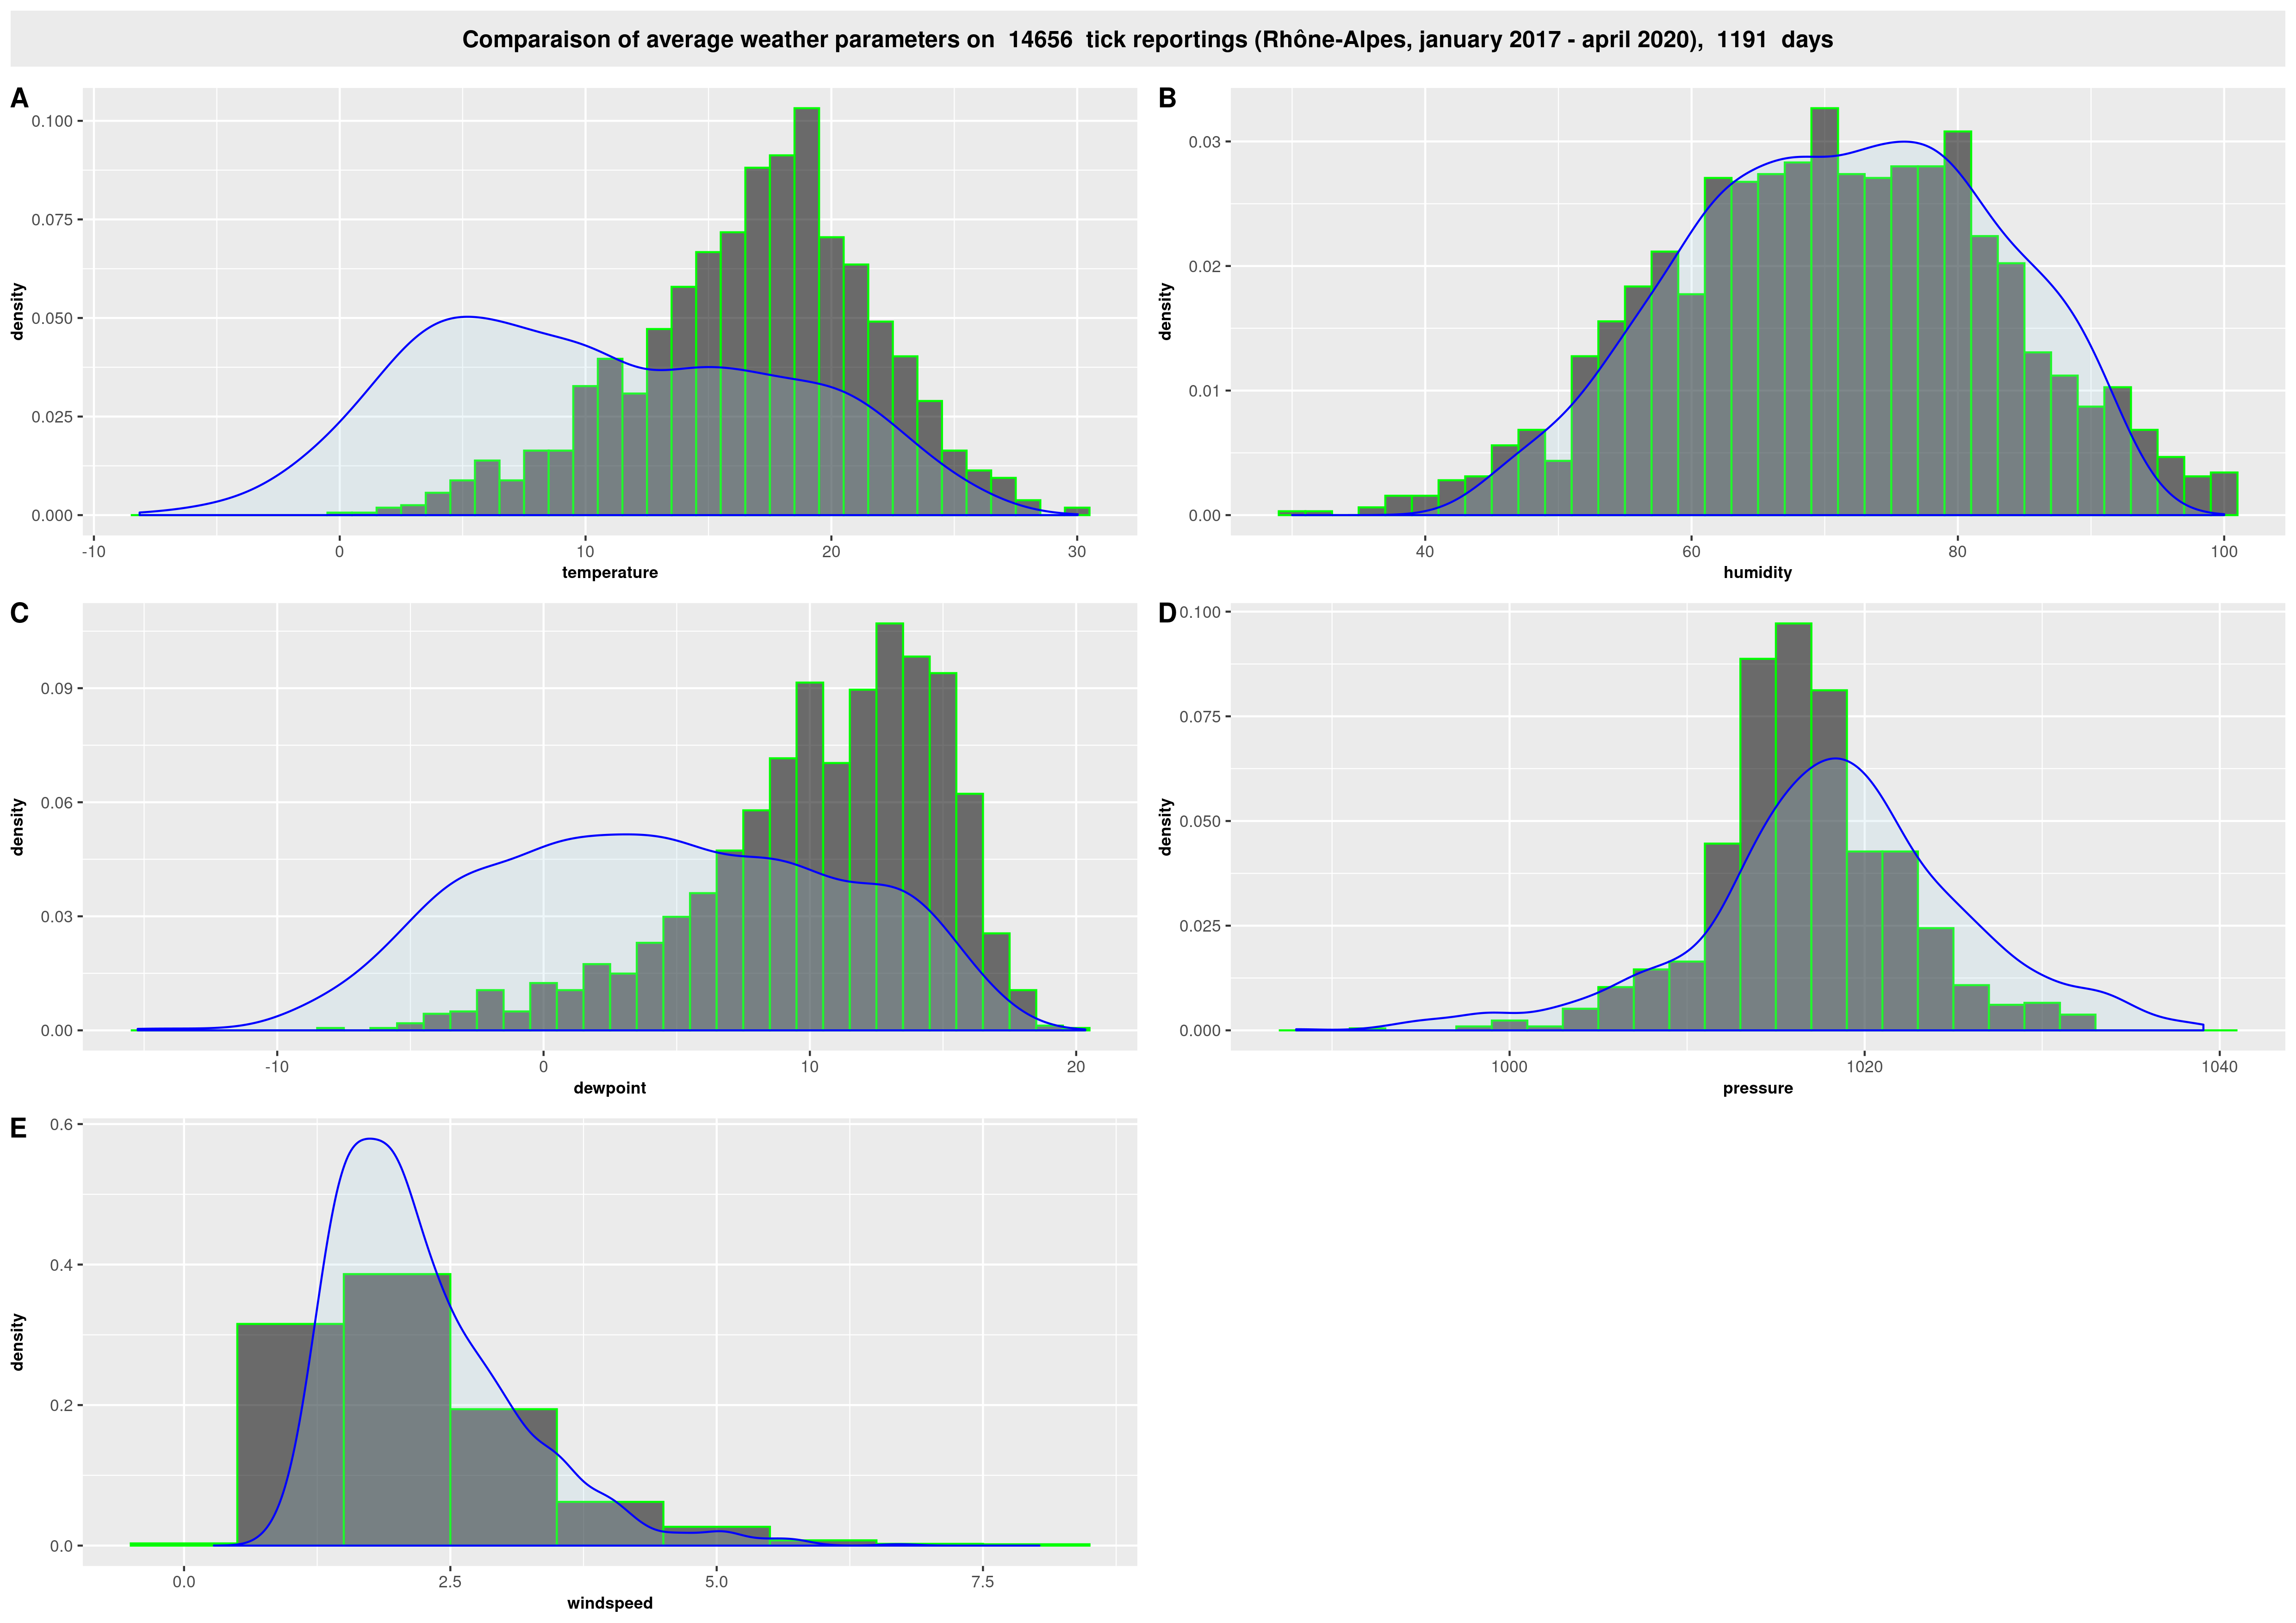 Comparaison of average weather parameters on 14656 tick reportings (Rhône-Alpes, january 2017 - april 2020), 1191 days
A
density
0.100
0.075
0.050
0.025
0.000
-10 0 10 20 30
temperature
B
density
0.03
0.02
0.01
0.00
40 60 80 100
humidity
C
density
0.09
0.06
0.03
0.00
-10 0 10 20
dewpoint
D
density
0.100
0.075
0.050
0.025
0.000
1000 1020 1040
pressure
E
density
0.6
0.4
0.2
0.0
0.0 2.5 5.0 7.5
windspeed